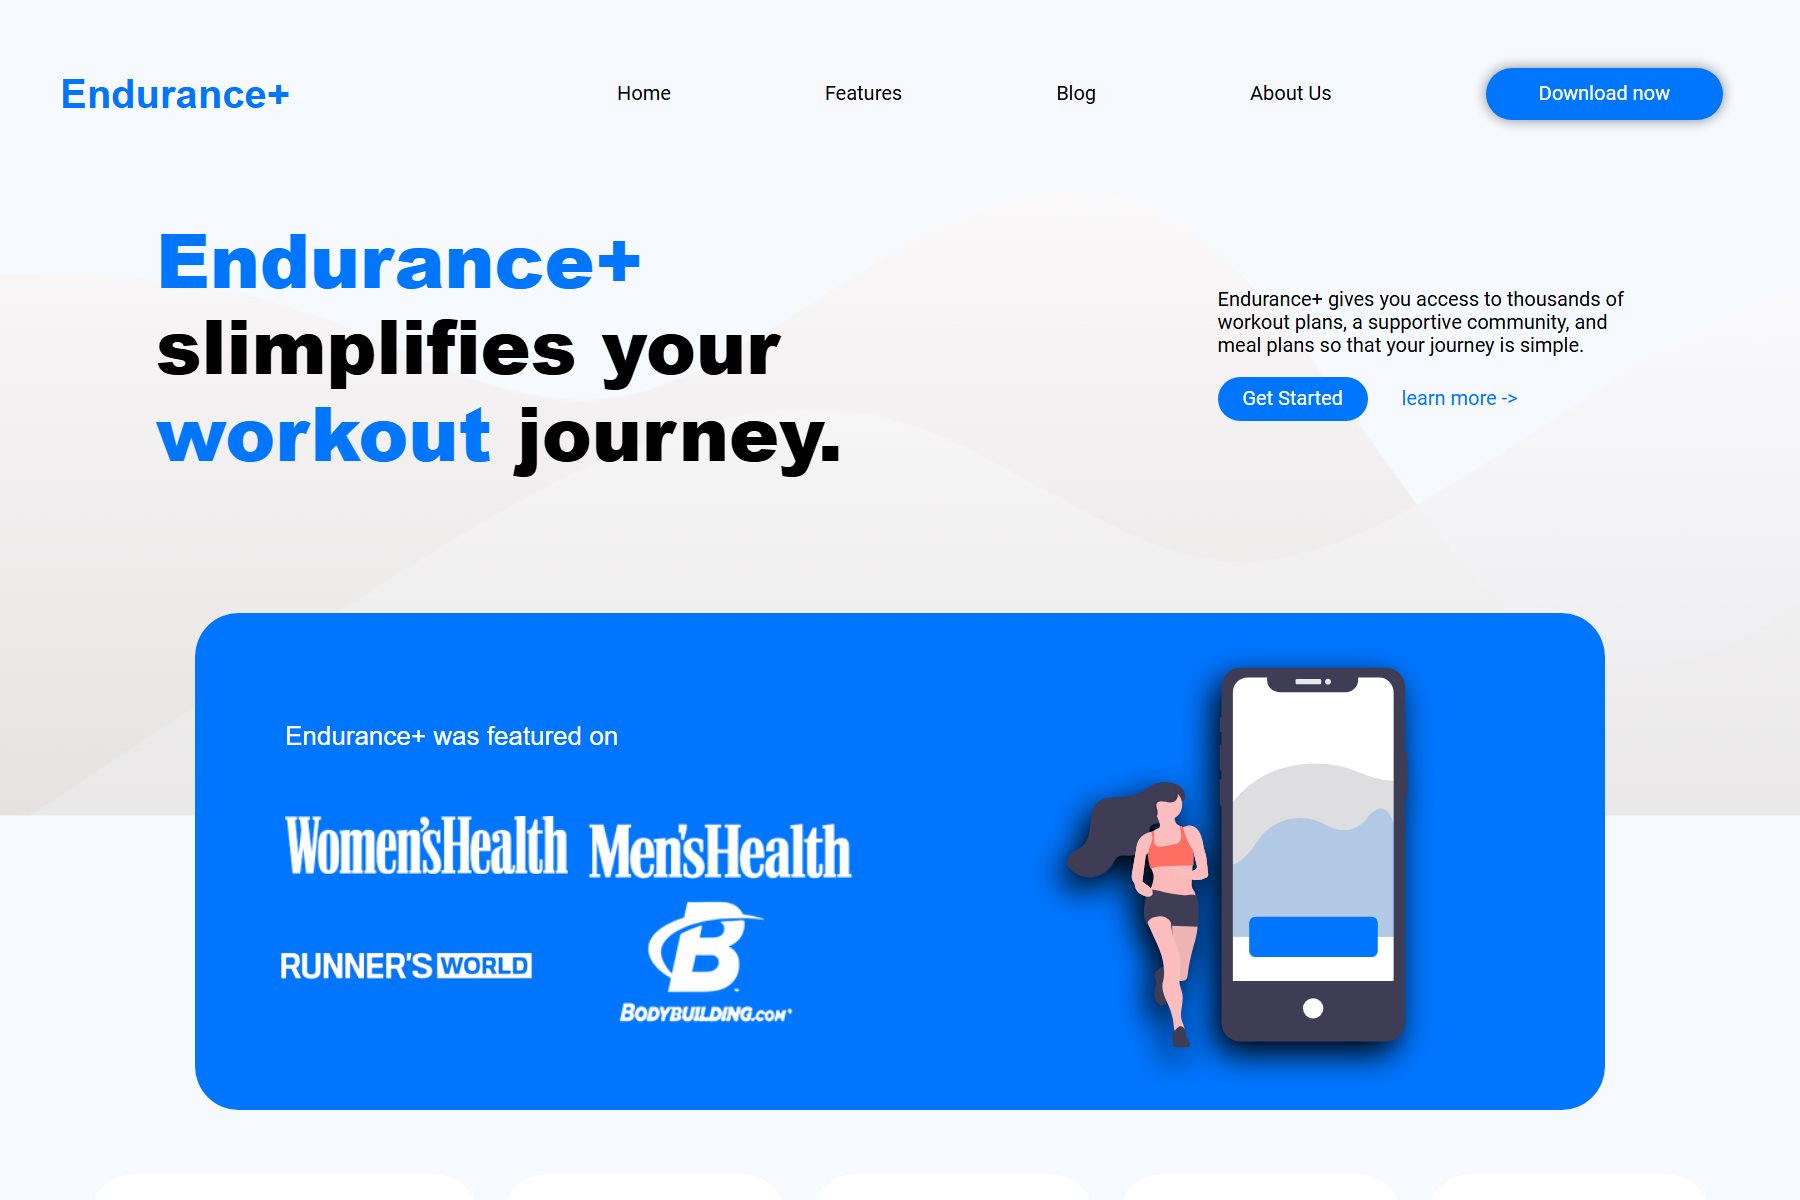 Endurance+
Home
Features
Blog
About Us
Download now
Endurance+
slimplifies your
workout journey.
Endurance+ gives you access to thousands of
workout plans, a supportive community, and
meal plans so that your journey is simple.
Get Started
learn more ->
Endurance+ was featured on
Women'sHealth
Men'sHealth
RUNNER'S WORLD
B
BODYBUILDING.COM